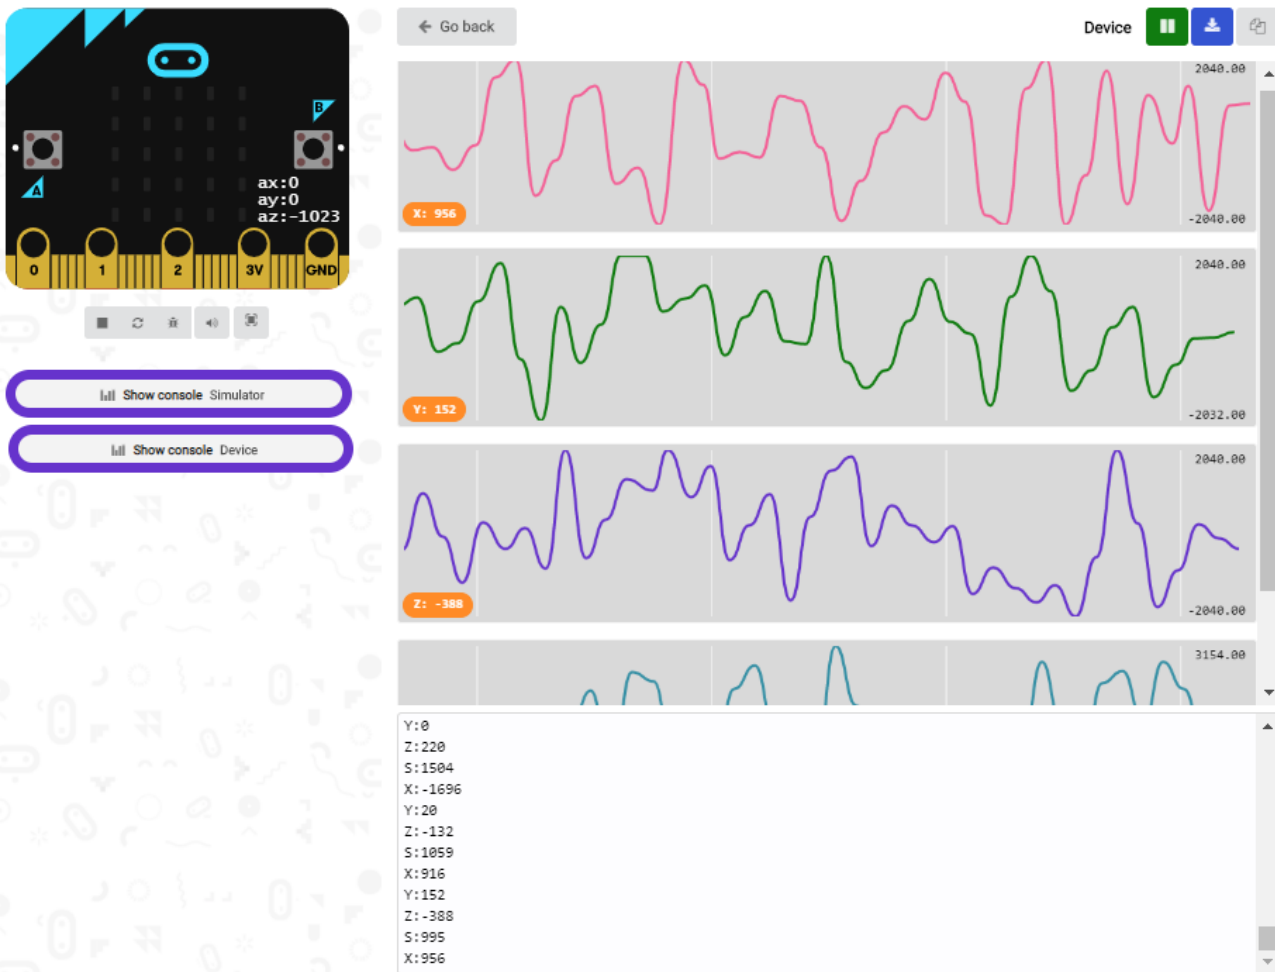 B
A
ax:0
ay:0
az:-1023
0 1 2 3V GND
Show console Simulator
Show console Device
Go back
Device
2040.00
X: 956
-2040.00
2040.00
Y: 152
-2032.00
2040.00
Z: -388
-2040.00
3154.00
Y:0
Z:220
S:1504
X:-1696
Y:20
Z:-132
S:1059
X:916
Y:152
Z:-388
S:995
X:956